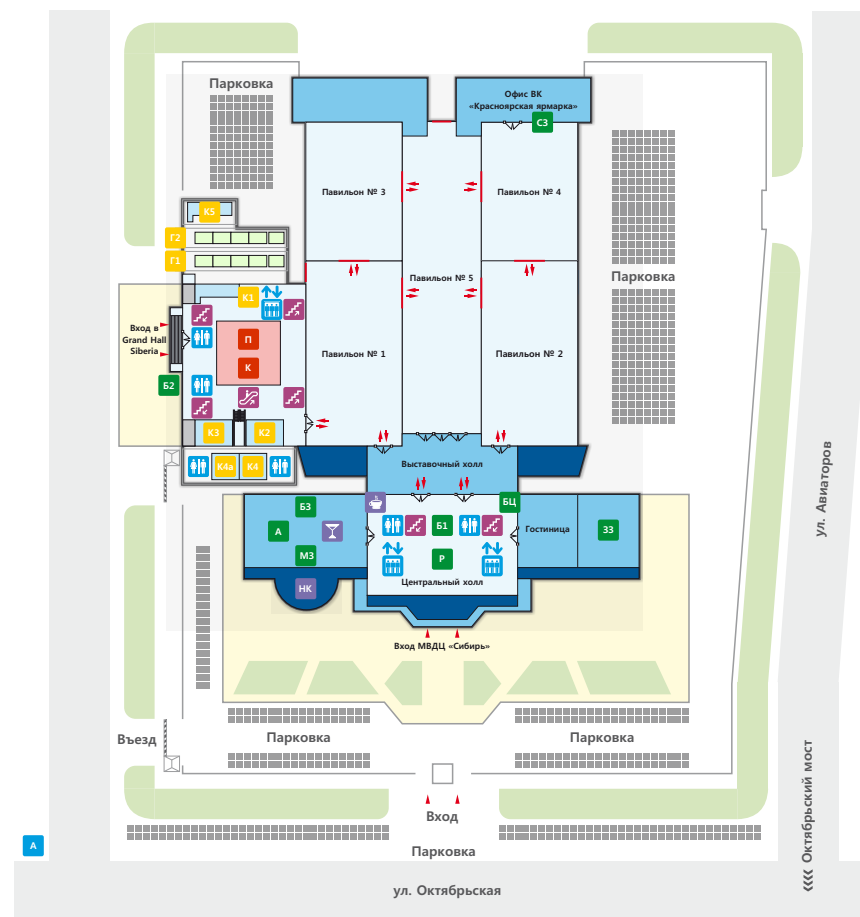 Парковка
Офис ВК
«Красноярская ярмарка»
С3
Павильон № 3
Павильон № 4
К5
Г2
Г1
Павильон № 5
Парковка
К1
Вход в
Grand Hall
Siberia
П
К
Павильон № 1
Павильон № 2
Б2
К3
К2
К4а
К4
Выставочный холл
Б3
БЦ
А
Б1
Гостиница
33
М3
Р
НК
Центральный холл
Вход МВДЦ «Сибирь»
ул. Авиаторов
Въезд
Парковка
Парковка
Октябрьский мост
Вход
А
Парковка
ул. Октябрьская